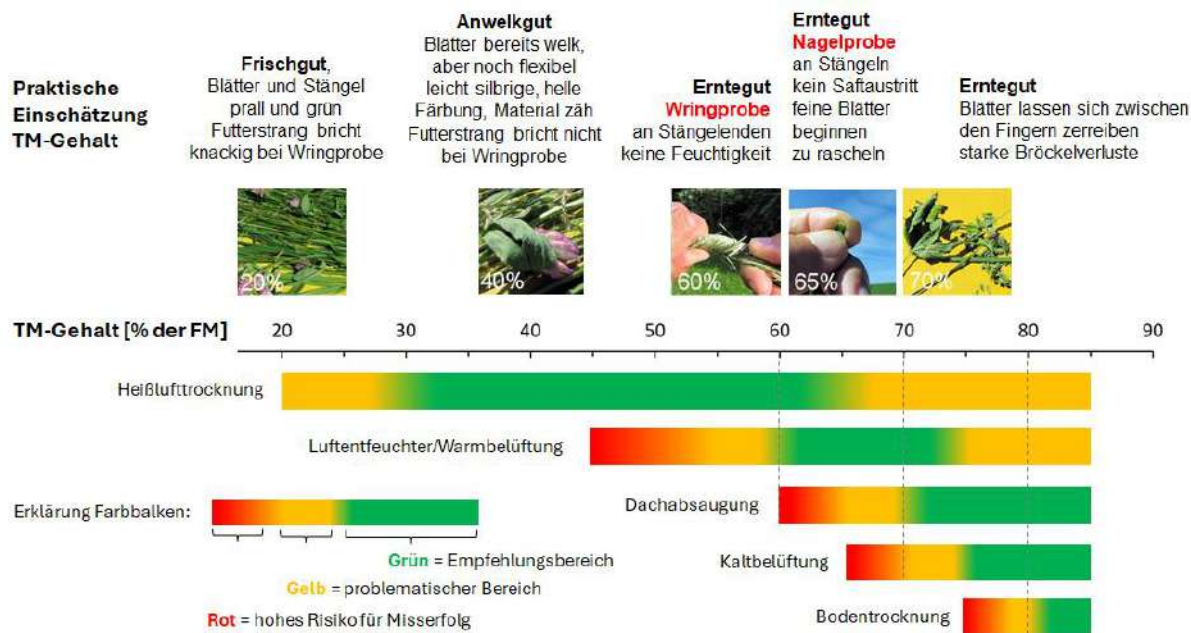 Praktische
Einschätzung
TM-Gehalt
Frischgut,
Blätter und Stängel
prall und grün
Futterstrang bricht
knackig bei Wringprobe
Anwelkgut
Blätter bereits welk,
aber noch flexibel
leicht silbrige, helle
Färbung, Material zäh
Futterstrang bricht nicht
bei Wringprobe
Erntegut
Wringprobe
an Stängelenden
keine Feuchtigkeit
Erntegut
Nagelprobe
an Stängeln
kein Saftaustritt
feine Blätter
beginnen
zu rascheln
Erntegut
Blätter lassen sich zwischen
den Fingern zerreiben
starke Bröckelverluste
20%
40%
60%
65%
70%
TM-Gehalt [% der FM]
20 30 40 50 60 70 80 90
Heißlufttrocknung
Luftentfeuchter/Warmbelüftung
Dachabsaugung
Kaltbelüftung
Bodentrocknung
Erklärung Farbbalken:
Grün = Empfehlungsbereich
Gelb = problematischer Bereich
Rot = hohes Risiko für Misserfolg